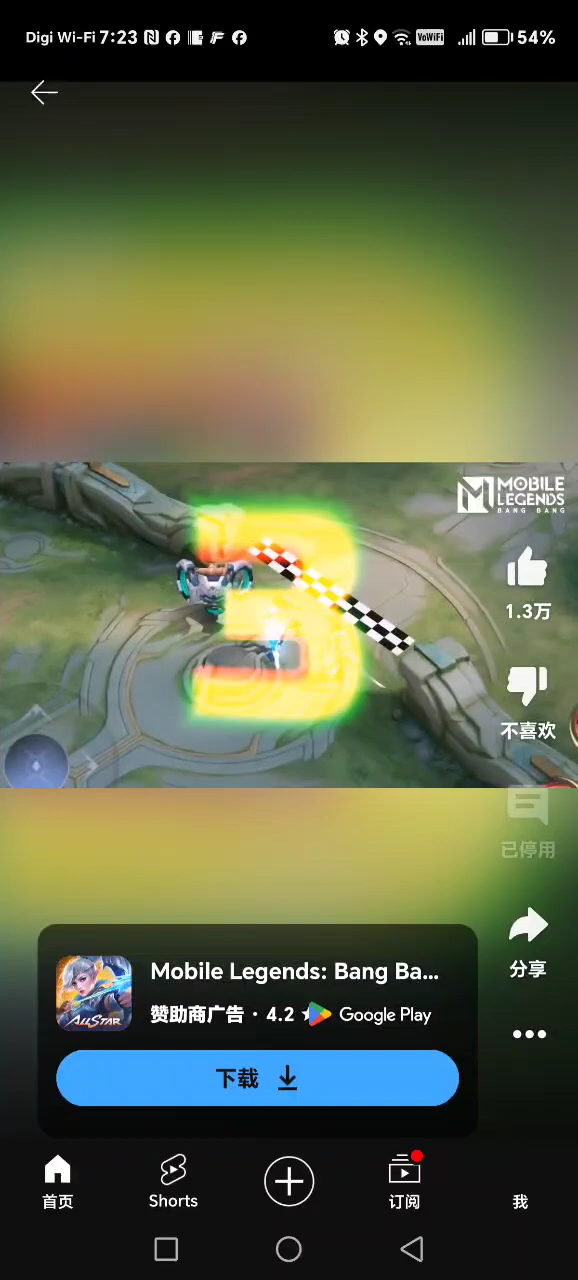 Digi Wi-Fi 7:23
VoWiFi
54%
3
MOBILE
LEGENDS
BANG BANG
1.3万
不喜欢
已停用
分享
ALLSTAR
Mobile Legends: Bang Ba...
赞助商广告 · 4.2 ★ Google Play
下载
首页
Shorts
订阅
我